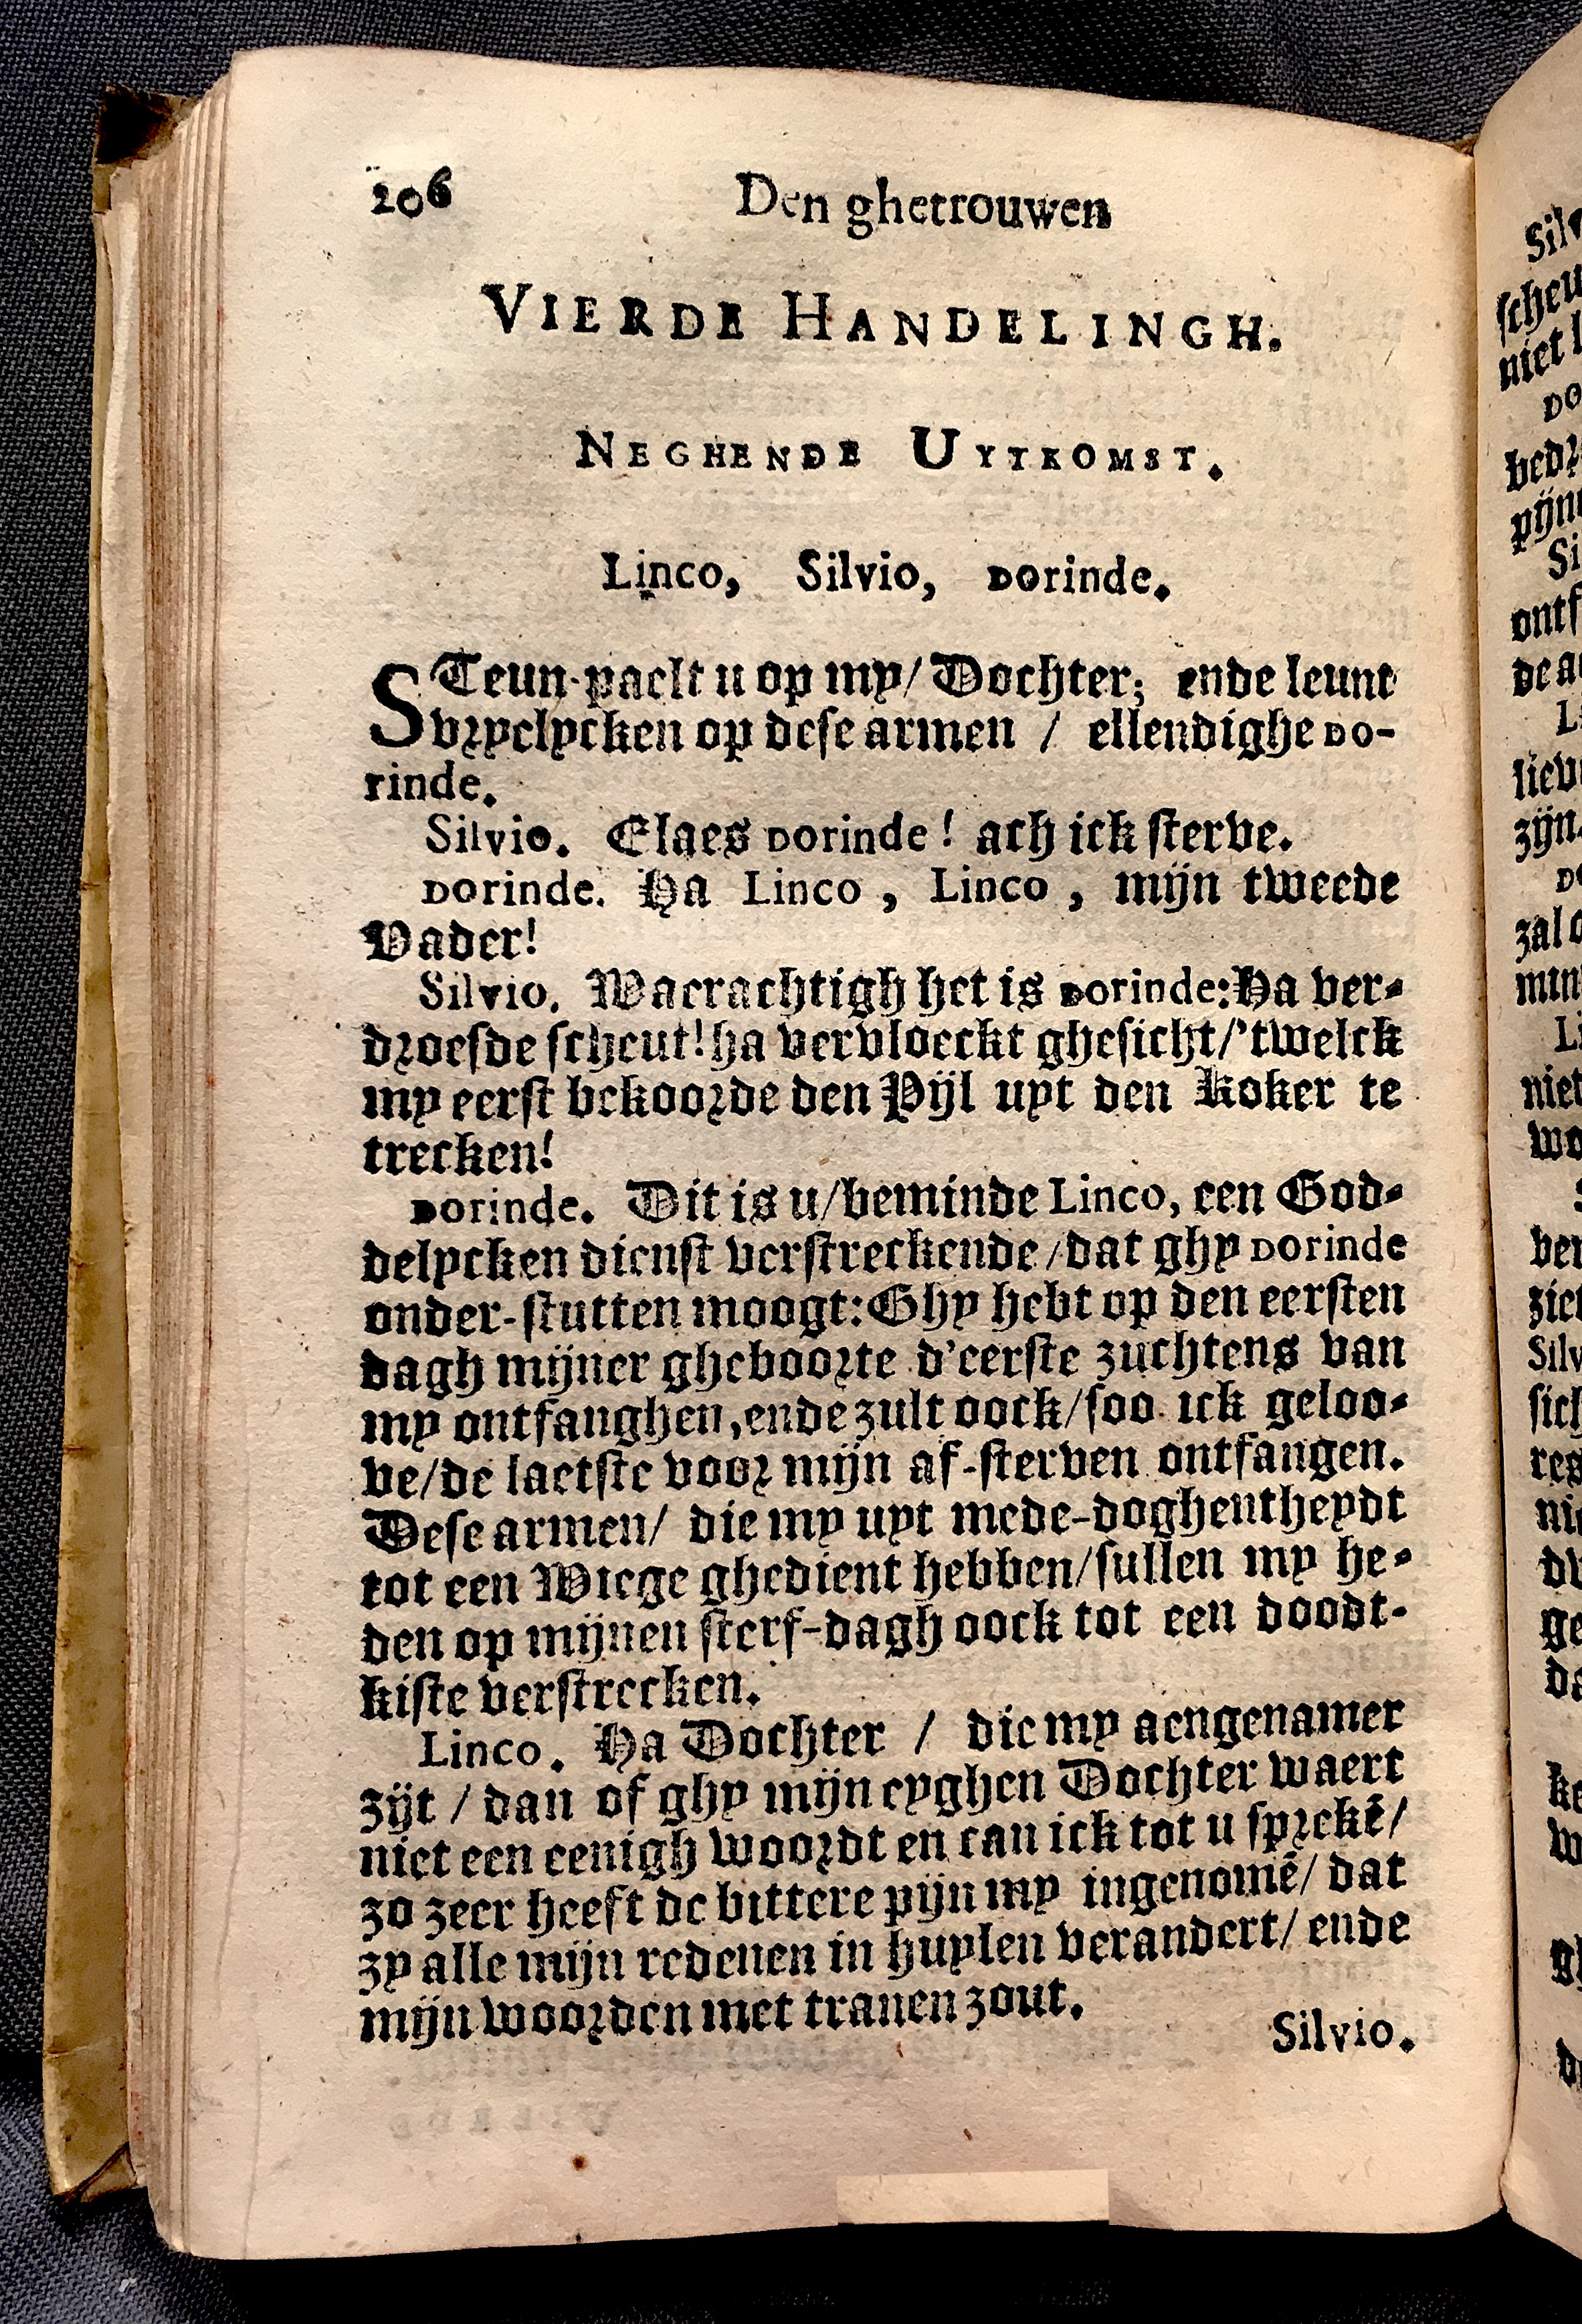 206 Den ghetrouwen
VIERDE HANDELINGH.
NEGHENDE UYTKOMST.
Linco, Silvio, Dorinde.
STeun-paelt u op my/ Dochter; ende leunt
vryelycken op dese armen / ellendighe Do-
rinde.
Silvio. Elaes Dorinde! ach ick sterve.
Dorinde. Ha Linco, Linco, mijn tweede
Vader!
Silvio. Waerachtigh het is Dorinde: Ha ver-
droefde scheut! ha vervloeckt ghesicht/'twelck
my eerst bekoorde den Pijl uyt den Koker te
trecken!
Dorinde. Dit is u/beminde Linco, een God-
delycken dienst verstreckende/dat ghy Dorinde
onder-stutten moogt: Ghy hebt op den eersten
dagh mijner gheboorte d'eerste zuchtens van
my ontfanghen, ende zult oock/soo ick geloo-
ve/de laetste voor mijn af-sterven ontfangen.
Dese armen/ die my uyt mede-doghentheydt
tot een Wiege ghedient hebben/sullen my he-
den op mijnen sterf-dagh oock tot een doodt-
kiste verstrecken.
Linco. Ha Dochter / die my aengenamer
zijt / dan of ghy mijn eyghen Dochter waert
niet een eenigh woordt en can ick tot u sprekē/
zo zeer heeft de bittere pijn my ingenomē/ dat
zy alle mijn redenen in huylen verandert/ ende
mijn woorden met tranen zout.
Silvio.